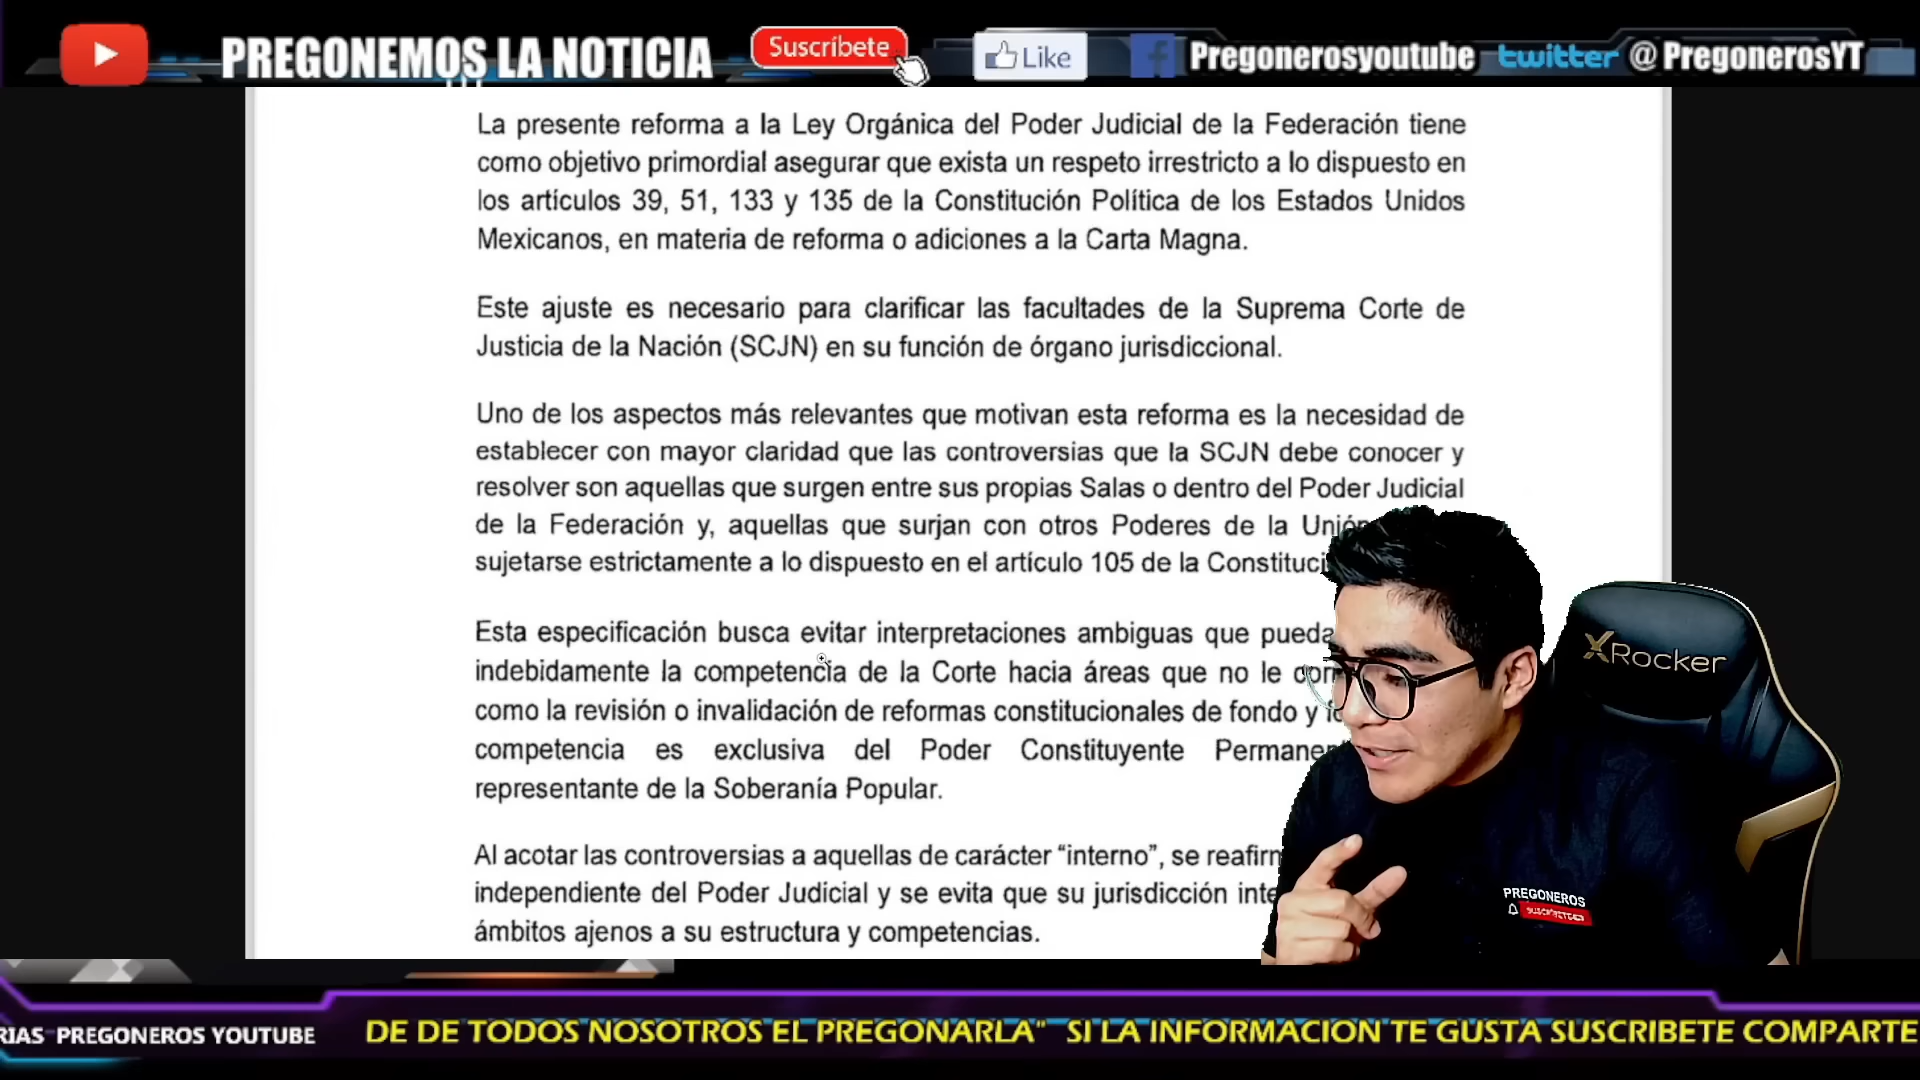 PREGONEMOS LA NOTICIA
Suscríbete
Like
Pregonerosyoutube
twitter @PregonerosYT
La presente reforma a la Ley Orgánica del Poder Judicial de la Federación tiene
como objetivo primordial asegurar que exista un respeto irrestricto a lo dispuesto en
los artículos 39, 51, 133 y 135 de la Constitución Política de los Estados Unidos
Mexicanos, en materia de reforma o adiciones a la Carta Magna.
Este ajuste es necesario para clarificar las facultades de la Suprema Corte de
Justicia de la Nación (SCJN) en su función de órgano jurisdiccional.
Uno de los aspectos más relevantes que motivan esta reforma es la necesidad de
establecer con mayor claridad que las controversias que la SCJN debe conocer y
resolver son aquellas que surgen entre sus propias Salas o dentro del Poder Judicial
de la Federación y, aquellas que surjan con otros Poderes de la Unión
sujetarse estrictamente a lo dispuesto en el artículo 105 de la
Esta especificación busca evitar interpretaciones ambiguas que
indebidamente la competencia de la Corte hacia áreas que no le
como la revisión o invalidación de reformas constitucionales de fondo y
competencia es exclusiva del Poder Constituyente
representante de la Soberanía Popular.
Al acotar las controversias a aquellas de carácter “interno”, se
independiente del Poder Judicial y se evita que su jurisdicción
ámbitos ajenos a su estructura y competencias.
XRocker
PREGONEROS
SUSCRÍBETE
RIAS PREGONEROS YOUTUBE
DE DE TODOS NOSOTROS EL PREGONARLA" SI LA INFORMACION TE GUSTA SUSCRIBETE COMPARTE